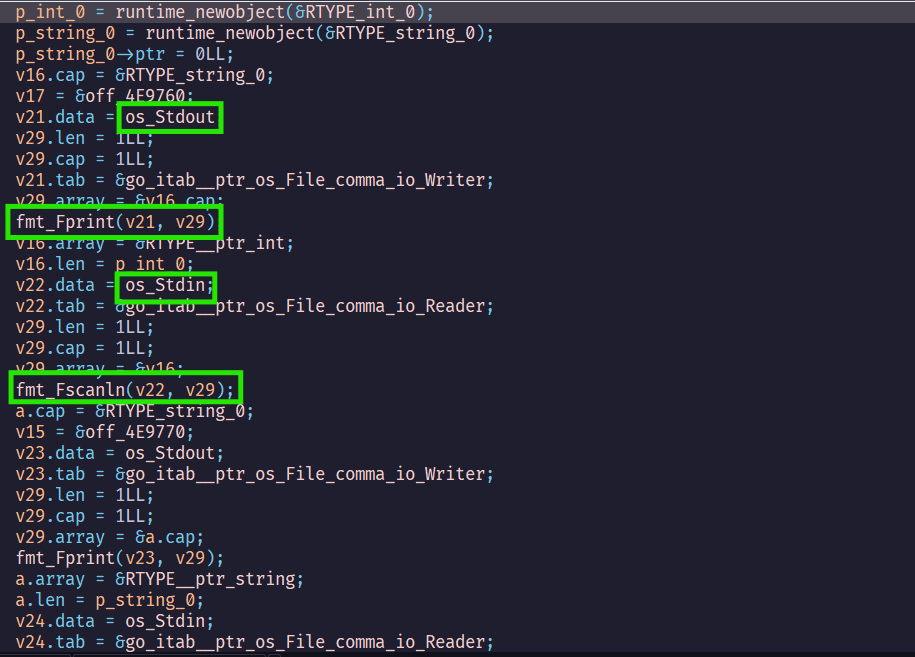 p_int_0 = runtime_newobject(&RTYPE_int_0);
p_string_0 = runtime_newobject(&RTYPE_string_0);
p_string_0→ptr = 0LL;
v16.cap = &RTYPE_string_0;
v17 = &off_4E9760;
v21.data = os_Stdout
v29.len = 1LL;
v29.cap = 1LL;
v21.tab = &go_itab__ptr_os_File_comma_io_Writer;
v29.array = &v16.cap;
fmt_Fprint(v21, v29)
v16.array = &RTYPE__ptr_int;
v16.len = p_int_0;
v22.data = os_Stdin;
v22.tab = &go_itab__ptr_os_File_comma_io_Reader;
v29.len = 1LL;
v29.cap = 1LL;
v29.array = &v16;
fmt_Fscanln(v22, v29);
a.cap = &RTYPE_string_0;
v15 = &off_4E9770;
v23.data = os_Stdout;
v23.tab = &go_itab__ptr_os_File_comma_io_Writer;
v29.len = 1LL;
v29.cap = 1LL;
v29.array = &a.cap;
fmt_Fprint(v23, v29);
a.array = &RTYPE__ptr_string;
a.len = p_string_0;
v24.data = os_Stdin;
v24.tab = &go_itab__ptr_os_File_comma_io_Reader;